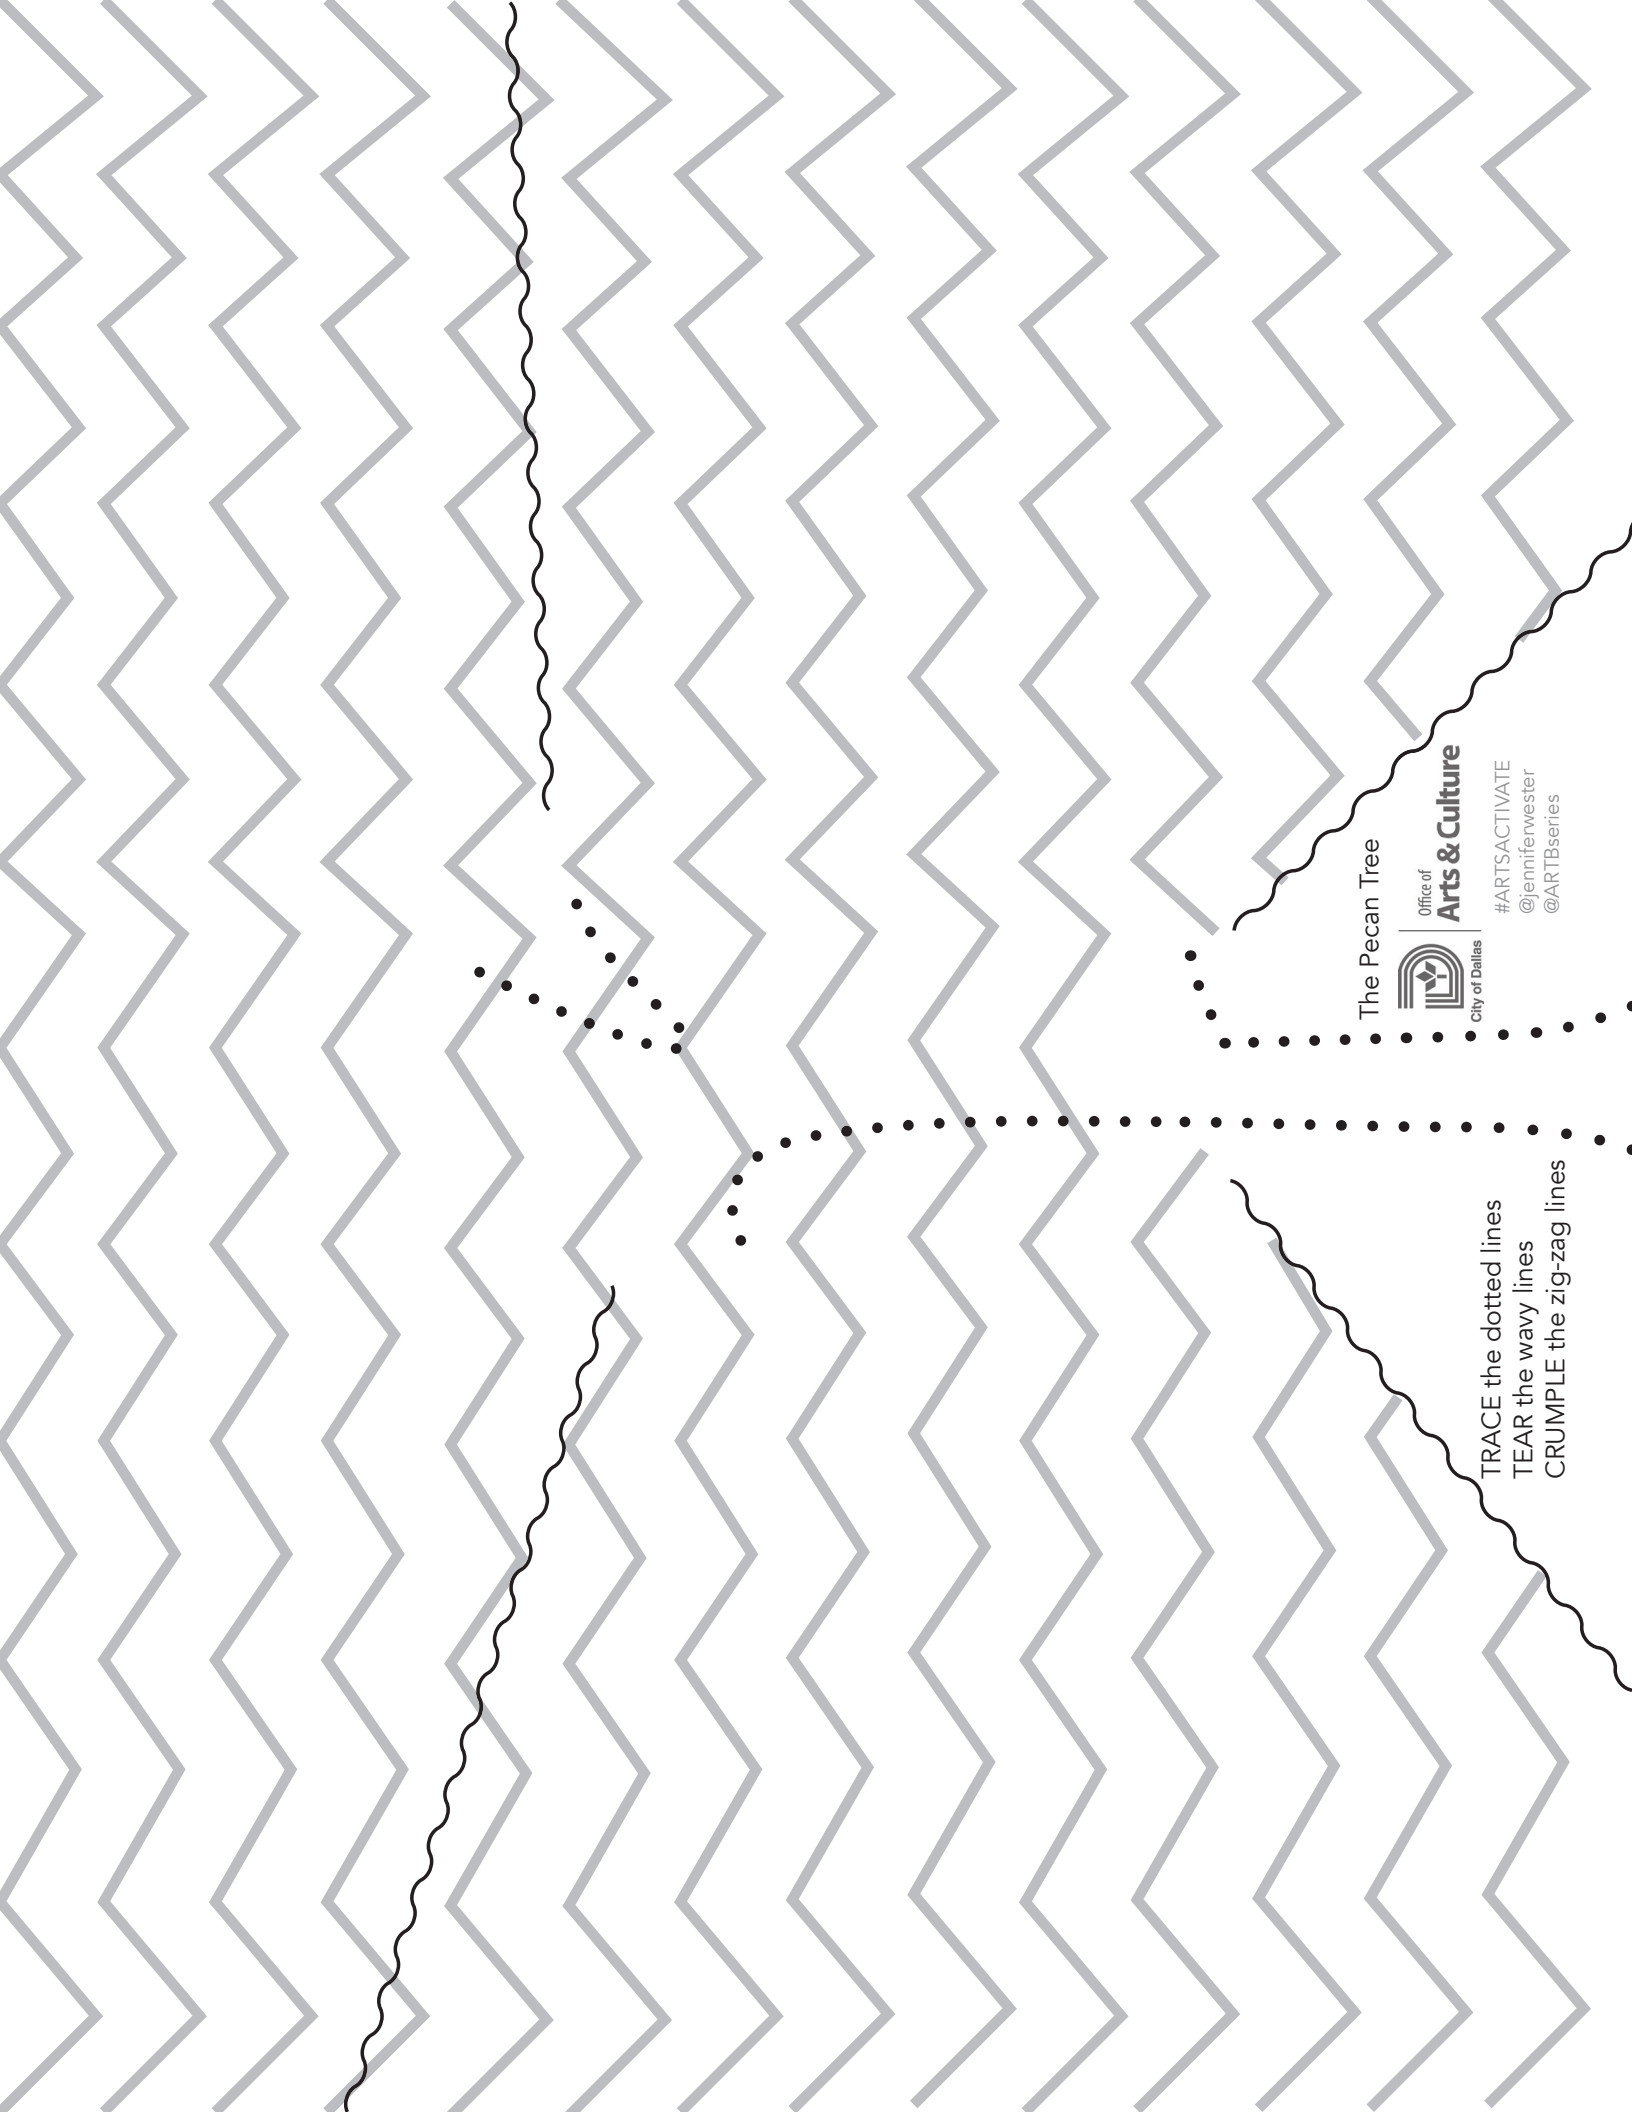 TRACE the dotted lines
TEAR the wavy lines
CRUMPLE the zig-zag lines
The Pecan Tree
City of Dallas
Office of
Arts & Culture
#ARTSACTIVATE
@jenniferwester
@ARTBseries